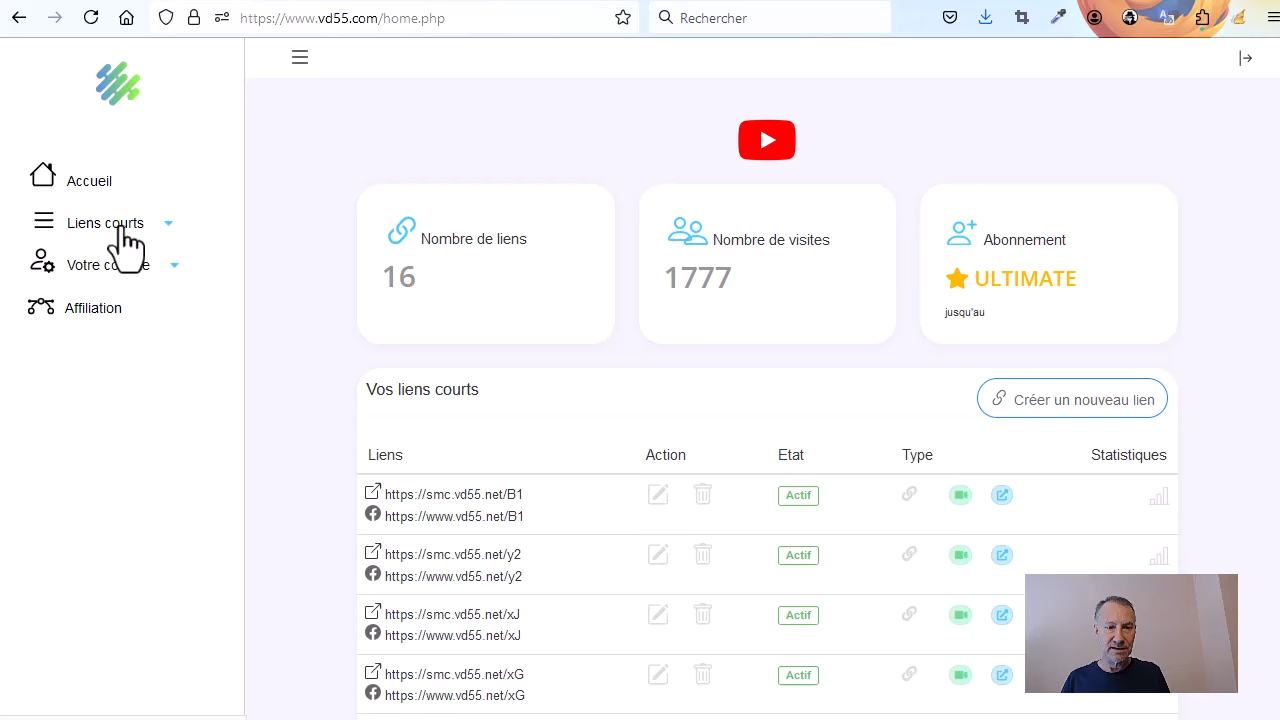 https://www.vd55.com/home.php
Rechercher
Accueil
Liens courts
Votre
Affiliation
Nombre de liens
16
Nombre de visites
1777
Abonnement
ULTIMATE
jusqu'au
Vos liens courts
Créer un nouveau lien
Liens Action Etat Type Statistiques
https://smc.vd55.net/B1 Actif
https://www.vd55.net/B1
https://smc.vd55.net/y2 Actif
https://www.vd55.net/y2
https://smc.vd55.net/xJ Actif
https://www.vd55.net/xJ
https://smc.vd55.net/xG Actif
https://www.vd55.net/xG